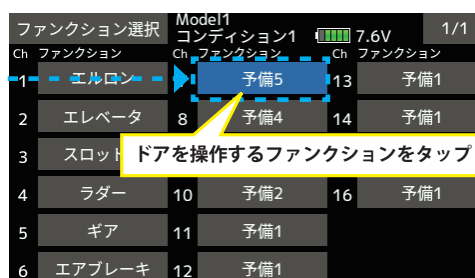 ファンクション選択 Model1 コンディション1 7.6V 1/1
Ch ファンクション Ch ファンクション Ch ファンクション
1 エルロン 予備5 13 予備1
2 エレベータ 8 予備4 14 予備1
3 スロット
ドアを操作するファンクションをタップ
4 ラダー 10 予備2 16 予備1
5 ギア 11 予備1
6 エアブレーキ 12 予備1